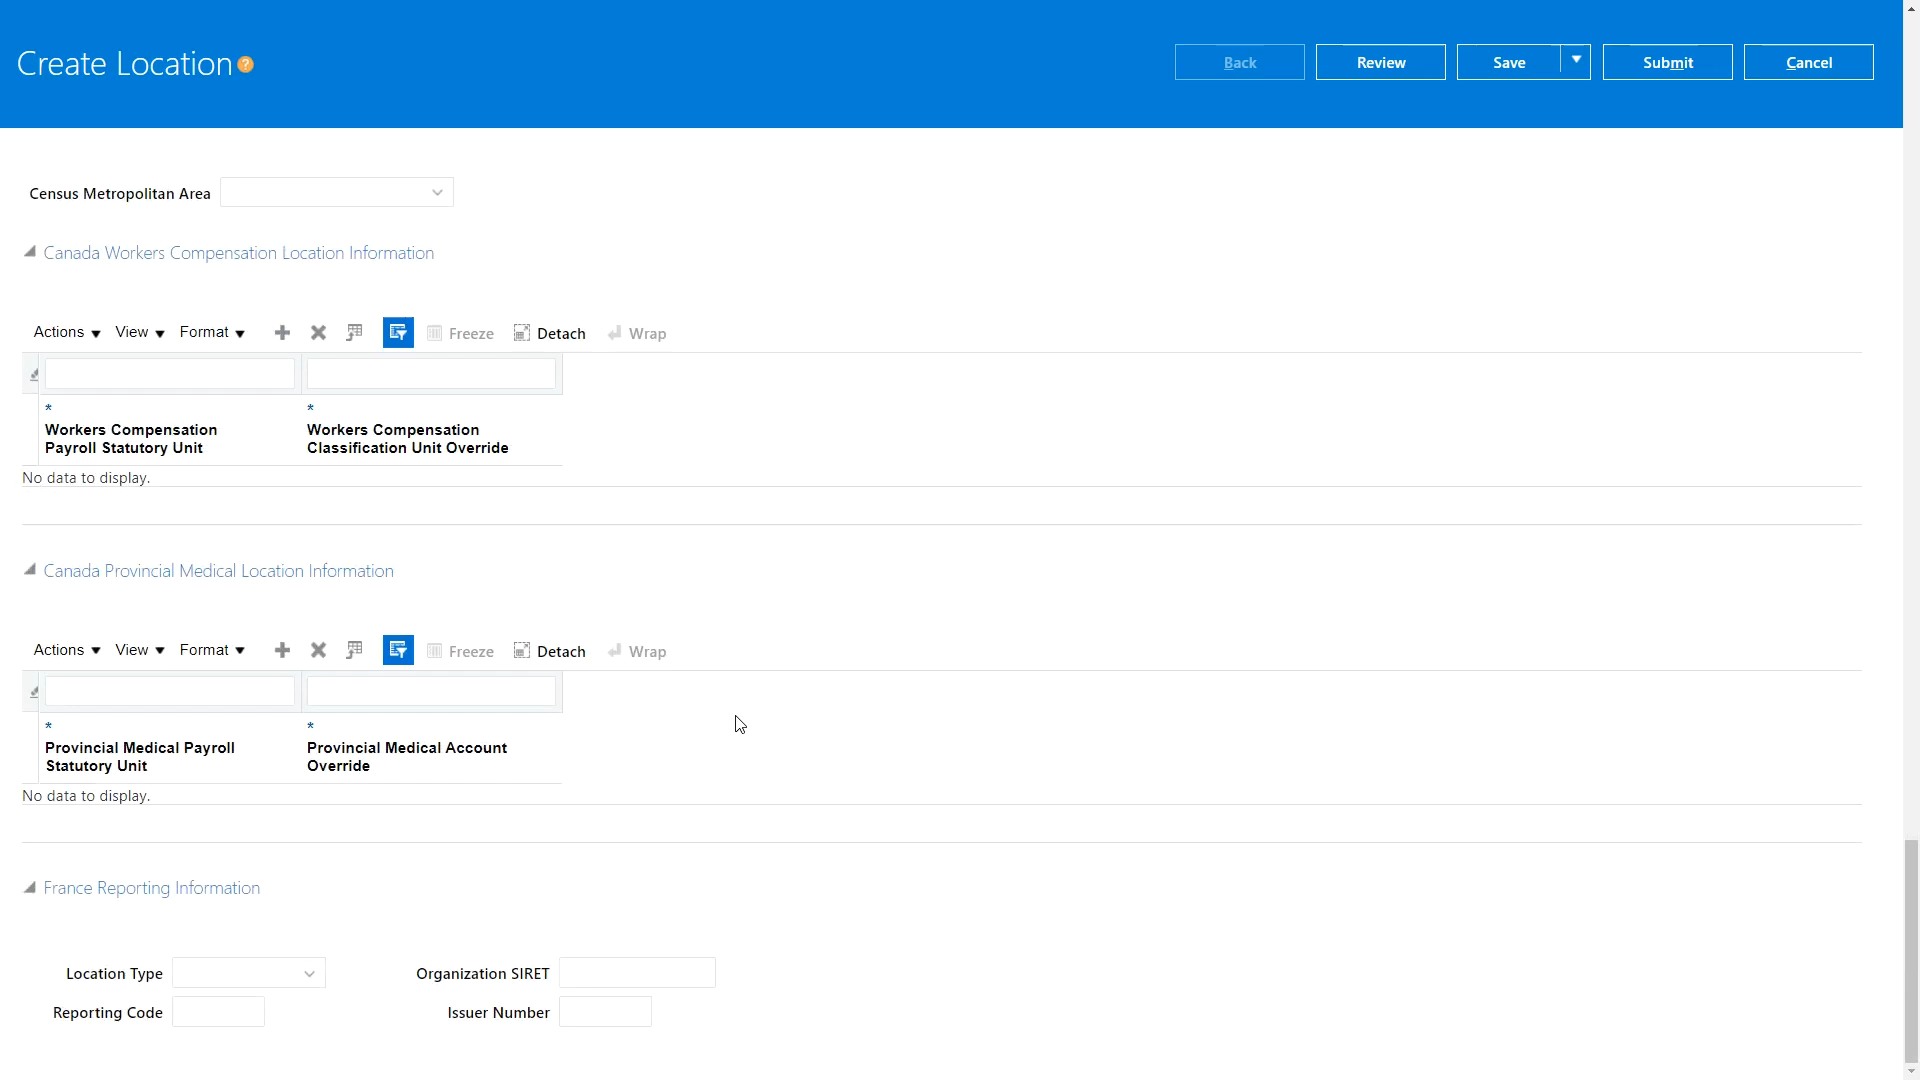 Create Location ?
Back Review Save Submit Cancel
Census Metropolitan Area
Canada Workers Compensation Location Information
Actions View Format Freeze Detach Wrap
* *
Workers Compensation Workers Compensation
Payroll Statutory Unit Classification Unit Override
No data to display.
Canada Provincial Medical Location Information
Actions View Format Freeze Detach Wrap
* *
Provincial Medical Payroll Provincial Medical Account
Statutory Unit Override
No data to display.
France Reporting Information
Location Type Organization SIRET
Reporting Code Issuer Number